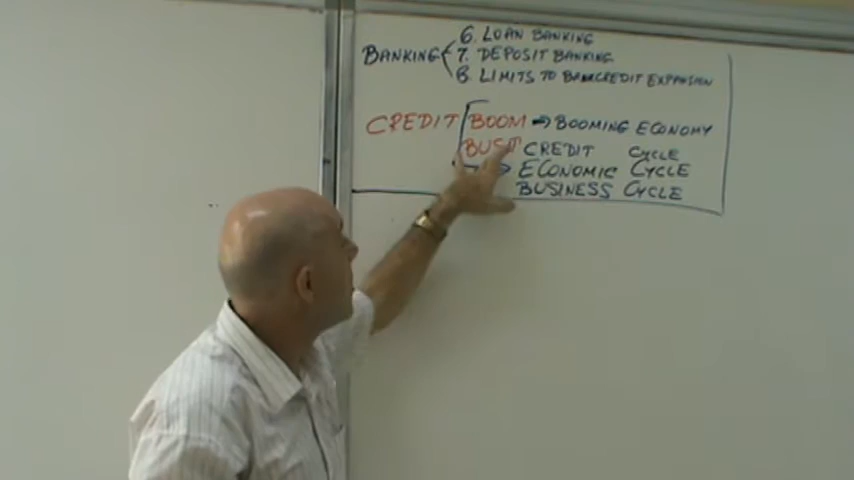 6. LOAN BANKING
BANKING 7. DEPOSIT BANKING
8. LIMITS TO BANKCREDIT EXPANSION
CREDIT BOOM → BOOMING ECONOMY
BUST CREDIT CYCLE
→ ECONOMIC CYCLE
BUSINESS CYCLE